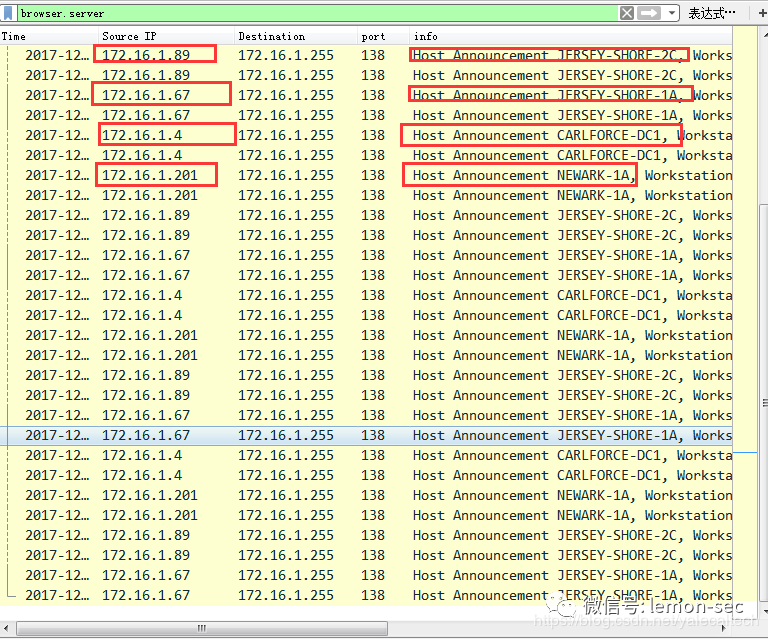 browser.server 表达式…
Time Source IP Destination port info
2017-12… 172.16.1.89 172.16.1.255 138 Host Announcement JERSEY-SHORE-2C, Works
2017-12… 172.16.1.89 172.16.1.255 138 Host Announcement JERSEY-SHORE-2C, Works
2017-12… 172.16.1.67 172.16.1.255 138 Host Announcement JERSEY-SHORE-1A, Works
2017-12… 172.16.1.67 172.16.1.255 138 Host Announcement JERSEY-SHORE-1A, Works
2017-12… 172.16.1.4 172.16.1.255 138 Host Announcement CARLFORCE-DC1, Worksta
2017-12… 172.16.1.4 172.16.1.255 138 Host Announcement CARLFORCE-DC1, Worksta
2017-12… 172.16.1.201 172.16.1.255 138 Host Announcement NEWARK-1A, Workstation
2017-12… 172.16.1.201 172.16.1.255 138 Host Announcement NEWARK-1A, Workstation
2017-12… 172.16.1.89 172.16.1.255 138 Host Announcement JERSEY-SHORE-2C, Works
2017-12… 172.16.1.89 172.16.1.255 138 Host Announcement JERSEY-SHORE-2C, Works
2017-12… 172.16.1.67 172.16.1.255 138 Host Announcement JERSEY-SHORE-1A, Works
2017-12… 172.16.1.67 172.16.1.255 138 Host Announcement JERSEY-SHORE-1A, Works
2017-12… 172.16.1.4 172.16.1.255 138 Host Announcement CARLFORCE-DC1, Worksta
2017-12… 172.16.1.4 172.16.1.255 138 Host Announcement CARLFORCE-DC1, Worksta
2017-12… 172.16.1.201 172.16.1.255 138 Host Announcement NEWARK-1A, Workstation
2017-12… 172.16.1.201 172.16.1.255 138 Host Announcement NEWARK-1A, Workstation
2017-12… 172.16.1.89 172.16.1.255 138 Host Announcement JERSEY-SHORE-2C, Works
2017-12… 172.16.1.89 172.16.1.255 138 Host Announcement JERSEY-SHORE-2C, Works
2017-12… 172.16.1.67 172.16.1.255 138 Host Announcement JERSEY-SHORE-1A, Works
2017-12… 172.16.1.67 172.16.1.255 138 Host Announcement JERSEY-SHORE-1A, Works
2017-12… 172.16.1.4 172.16.1.255 138 Host Announcement CARLFORCE-DC1, Worksta
2017-12… 172.16.1.4 172.16.1.255 138 Host Announcement CARLFORCE-DC1, Worksta
2017-12… 172.16.1.201 172.16.1.255 138 Host Announcement NEWARK-1A, Workstation
2017-12… 172.16.1.201 172.16.1.255 138 Host Announcement NEWARK-1A, Workstation
2017-12… 172.16.1.89 172.16.1.255 138 Host Announcement JERSEY-SHORE-2C, Works
2017-12… 172.16.1.89 172.16.1.255 138 Host Announcement JERSEY-SHORE-2C, Works
2017-12… 172.16.1.67 172.16.1.255 138 Host Announcement JERSEY-SHORE-1A, Works
2017-12… 172.16.1.67 172.16.1.255 138 Host Announcement JERSEY-SHORE-1A, Works
微信号: lemon-sec